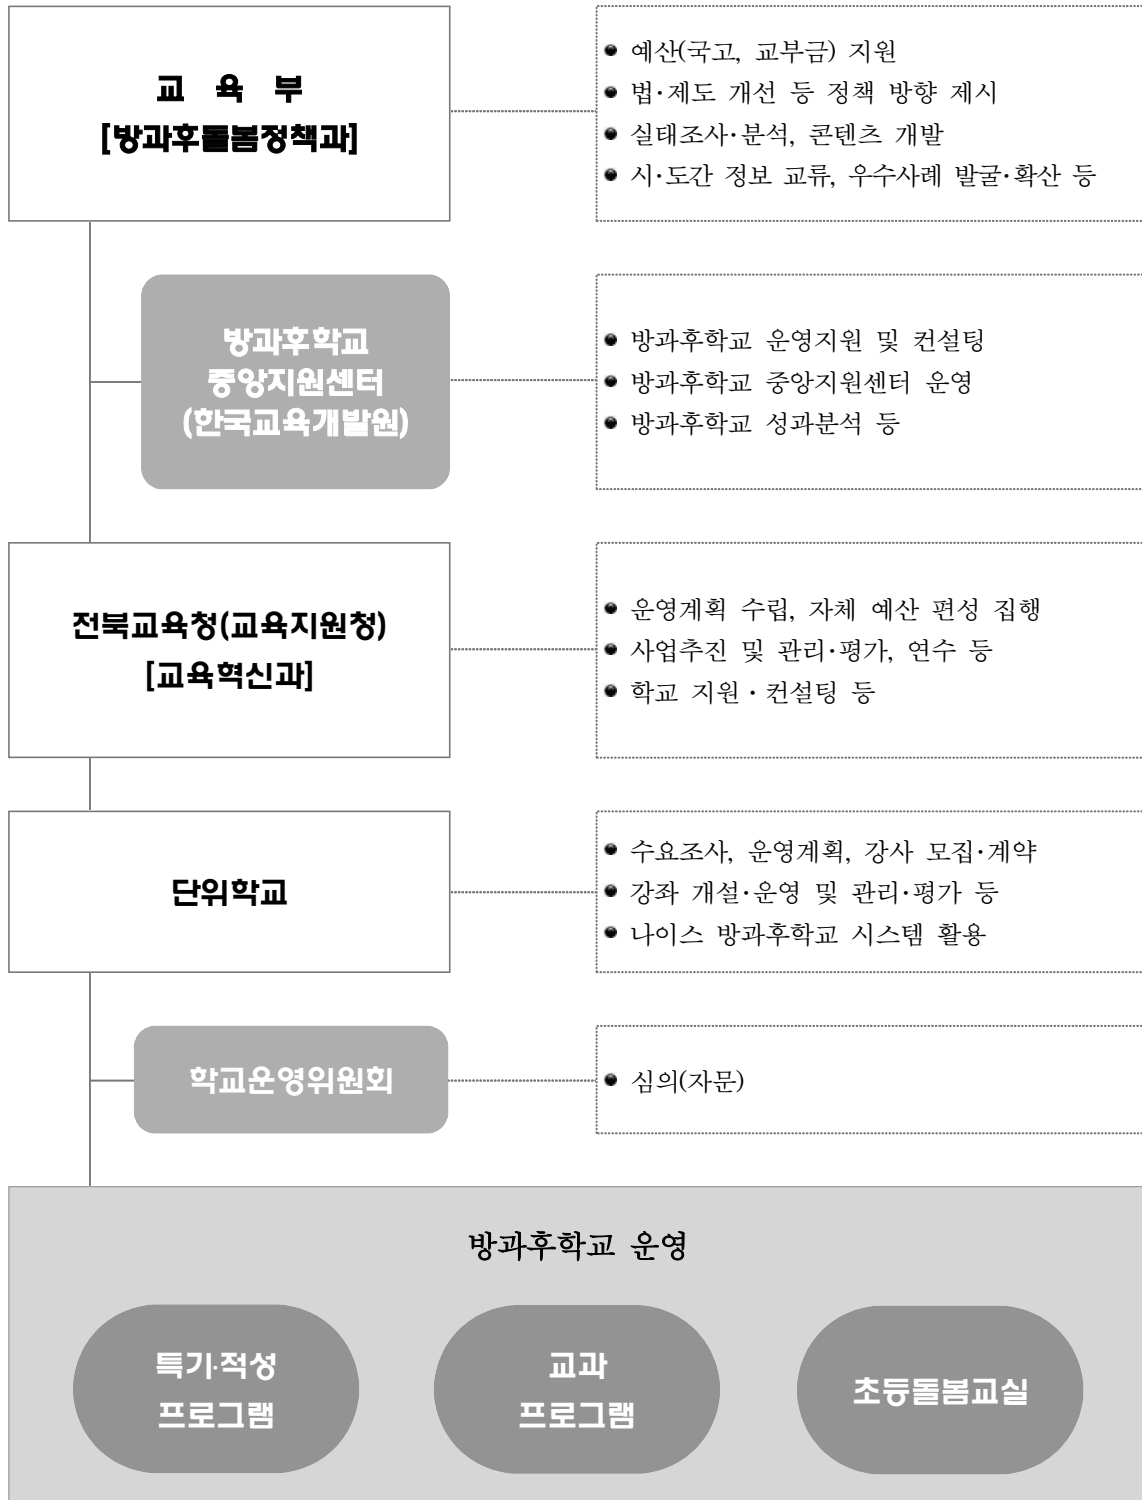 교 육 부
[방과후돌봄정책과]
● 예산(국고, 교부금) 지원
● 법·제도 개선 등 정책 방향 제시
● 실태조사·분석, 콘텐츠 개발
● 시·도간 정보 교류, 우수사례 발굴·확산 등
방과후학교
중앙지원센터
(한국교육개발원)
● 방과후학교 운영지원 및 컨설팅
● 방과후학교 중앙지원센터 운영
● 방과후학교 성과분석 등
전북교육청(교육지원청)
[교육혁신과]
● 운영계획 수립, 자체 예산 편성 집행
● 사업추진 및 관리·평가, 연수 등
● 학교 지원·컨설팅 등
단위학교
● 수요조사, 운영계획, 강사 모집·계약
● 강좌 개설·운영 및 관리·평가 등
● 나이스 방과후학교 시스템 활용
학교운영위원회
● 심의(자문)
방과후학교 운영
특기·적성
프로그램
교과
프로그램
초등돌봄교실